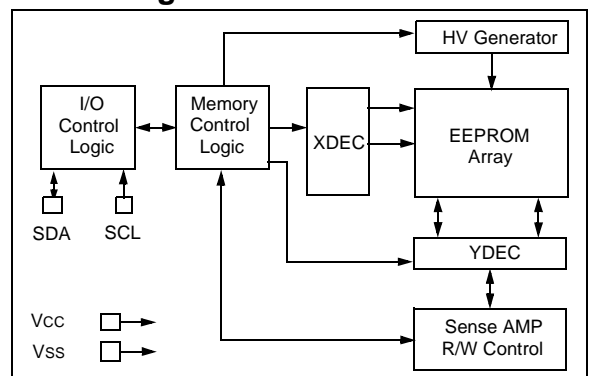 HV Generator
I/O
Control
Logic
Memory
Control
Logic
XDEC
EEPROM
Array
SDA
SCL
YDEC
Sense AMP
R/W Control
VCC
VSS